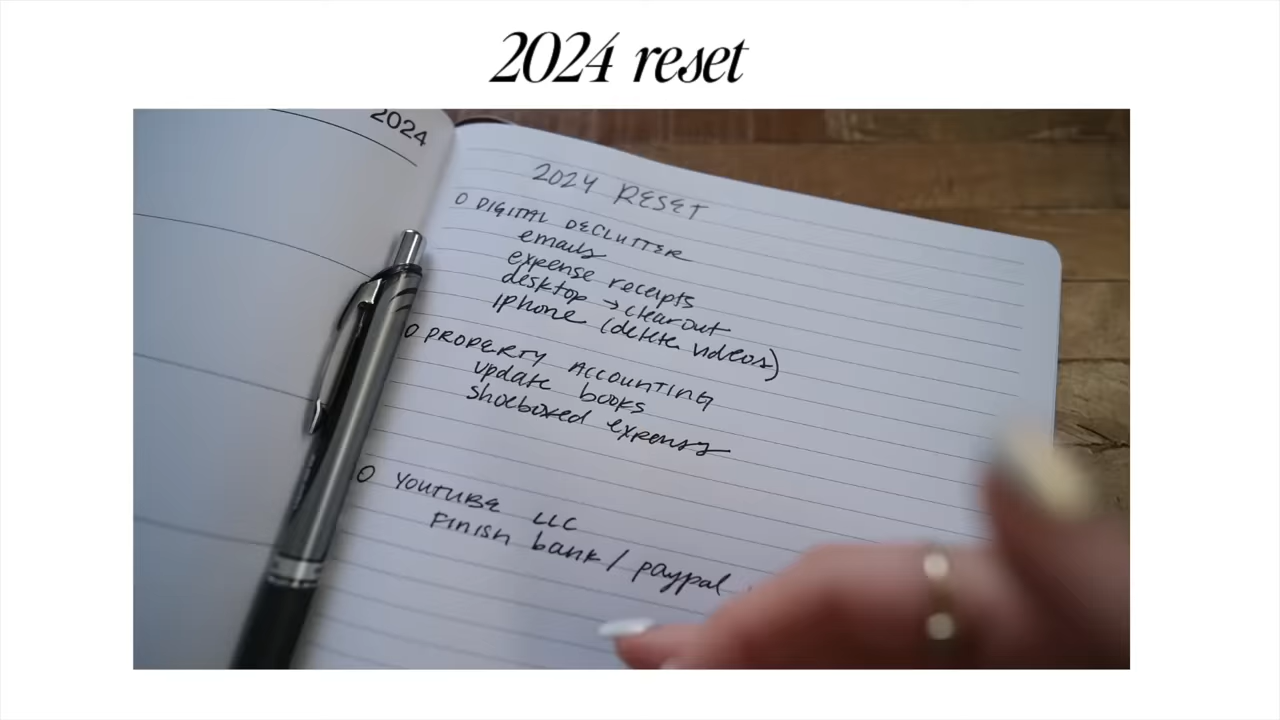 2024 reset
2024
2024 RESET
O DIGITAL DECLUTTER
emails
expense receipts
desktop → clearout
iphone (delete videos)
O PROPERTY ACCOUNTING
update books
shoeboxed expenses
O YOUTUBE LLC
Finish bank / paypal